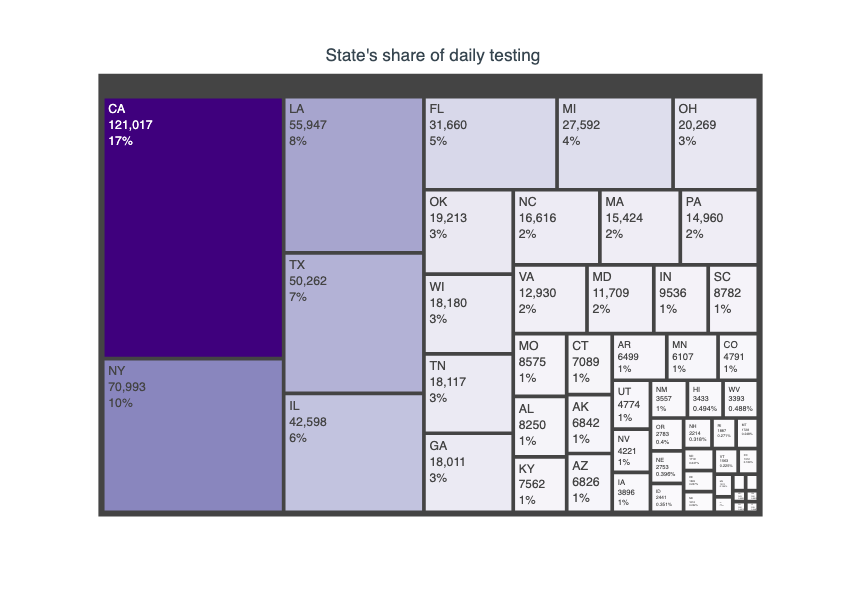 State's share of daily testing
CA
121,017
17%
NY
70,993
10%
LA
55,947
8%
TX
50,262
7%
IL
42,598
6%
FL
31,660
5%
MI
27,592
4%
OH
20,269
3%
OK
19,213
3%
WI
18,180
3%
TN
18,117
3%
GA
18,011
3%
NC
16,616
2%
MA
15,424
2%
PA
14,960
2%
VA
12,930
2%
MD
11,709
2%
IN
9536
1%
SC
8782
1%
MO
8575
1%
AL
8250
1%
KY
7562
1%
CT
7089
1%
AK
6842
1%
AZ
6826
1%
AR
6499
1%
MN
6107
1%
CO
4791
1%
UT
4774
1%
NV
4221
1%
IA
3896
1%
NM
3557
1%
HI
3433
0.494%
WV
3393
0.488%
OR
2783
0.4%
NE
2753
0.396%
ID
2441
0.351%
NH
2214
0.318%